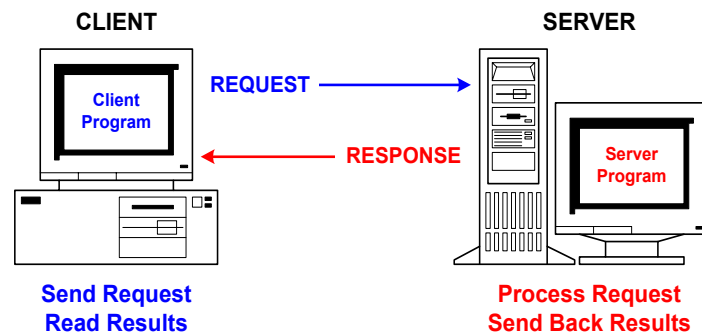 CLIENT
SERVER
REQUEST
Client
Program
RESPONSE
Server
Program
Send Request
Read Results
Process Request
Send Back Results